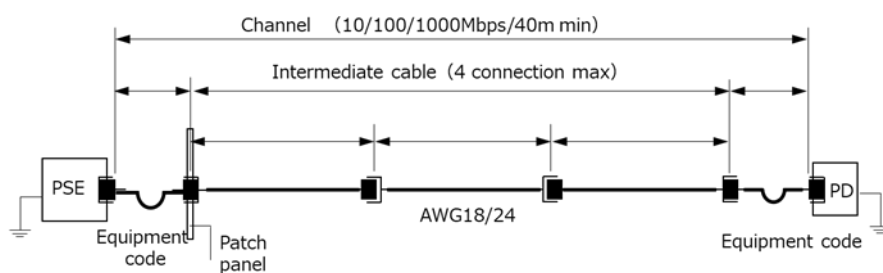 Channel （10/100/1000Mbps/40m min）
Intermediate cable（4 connection max）
PSE
PD
AWG18/24
Equipment
code
Patch
panel
Equipment code